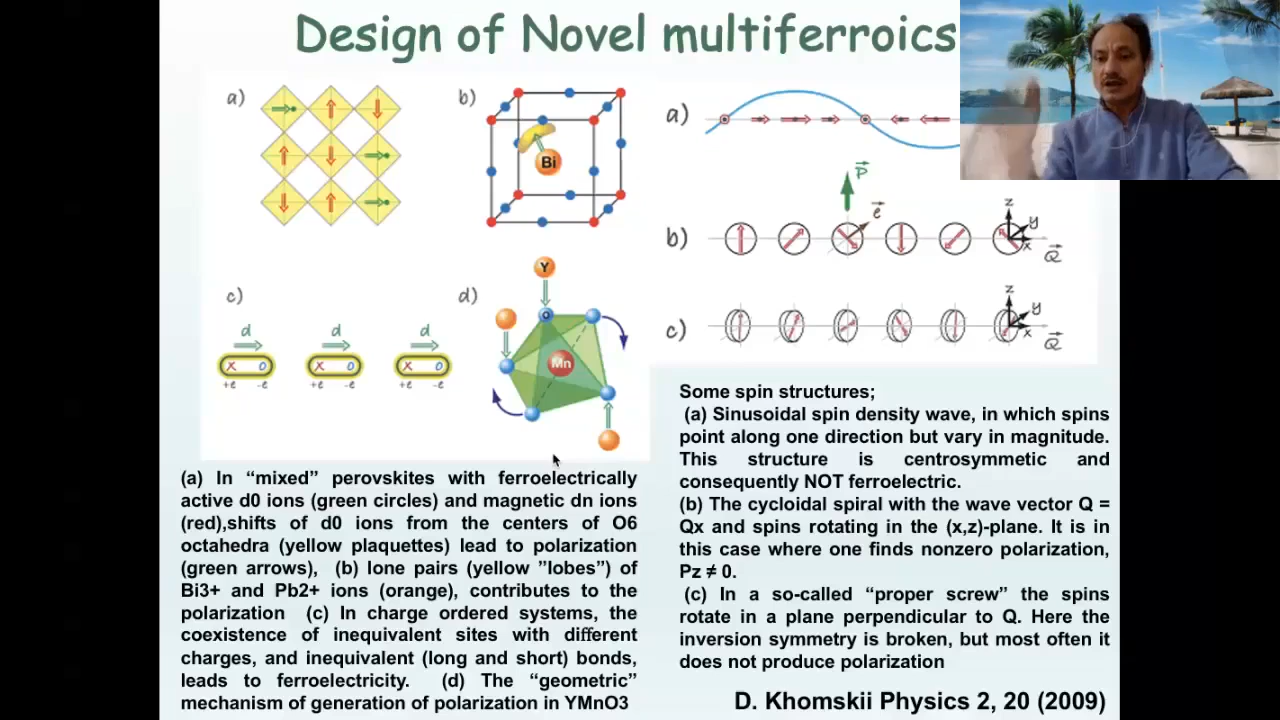 Design of Novel multiferroics
a)
b)
Bi
c)
d
d
d
x o
x o
x o
+e -e
+e -e
+e -e
d)
Y
O
Mn
a)
b)
P
e
z
y
x
Q
c)
z
y
x
Q
(a) In “mixed” perovskites with ferroelectrically
active d0 ions (green circles) and magnetic dn ions
(red),shifts of d0 ions from the centers of O6
octahedra (yellow plaquettes) lead to polarization
(green arrows), (b) lone pairs (yellow ”lobes”) of
Bi3+ and Pb2+ ions (orange), contributes to the
polarization (c) In charge ordered systems, the
coexistence of inequivalent sites with different
charges, and inequivalent (long and short) bonds,
leads to ferroelectricity. (d) The “geometric”
mechanism of generation of polarization in YMnO3
Some spin structures;
(a) Sinusoidal spin density wave, in which spins
point along one direction but vary in magnitude.
This structure is centrosymmetic and
consequently NOT ferroelectric.
(b) The cycloidal spiral with the wave vector Q =
Qx and spins rotating in the (x,z)-plane. It is in
this case where one finds nonzero polarization,
Pz ≠ 0.
(c) In a so-called “proper screw” the spins
rotate in a plane perpendicular to Q. Here the
inversion symmetry is broken, but most often it
does not produce polarization
D. Khomskii Physics 2, 20 (2009)